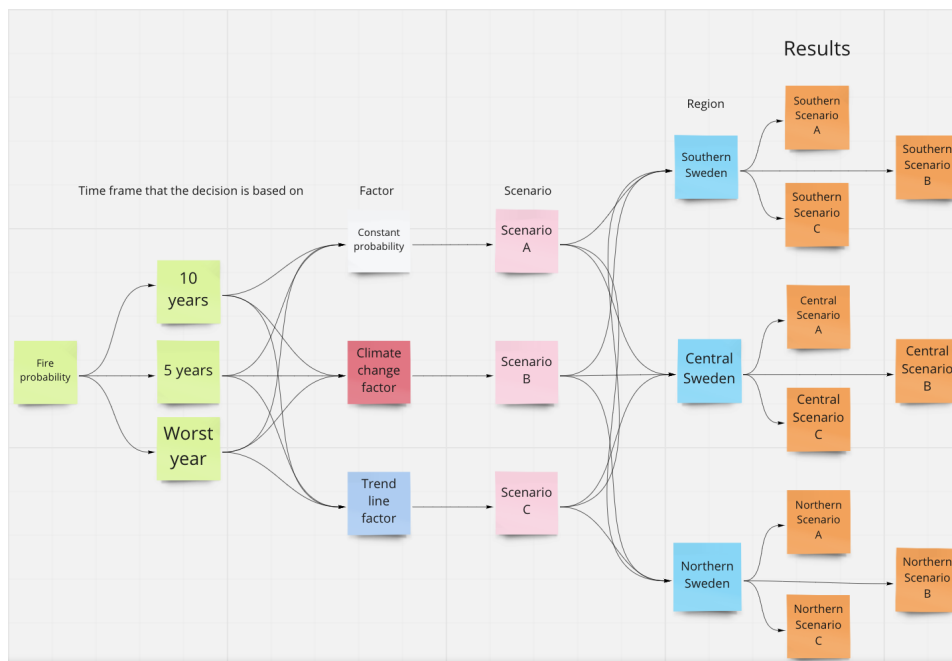 Results
Region
Time frame that the decision is based on
Factor
Scenario
Fire
probability
10
years
5 years
Worst
year
Constant
probability
Climate
change
factor
Trend
line
factor
Scenario
A
Scenario
B
Scenario
C
Southern
Sweden
Central
Sweden
Northern
Sweden
Southern
Scenario
A
Southern
Scenario
B
Southern
Scenario
C
Central
Scenario
A
Central
Scenario
B
Central
Scenario
C
Northern
Scenario
A
Northern
Scenario
B
Northern
Scenario
C